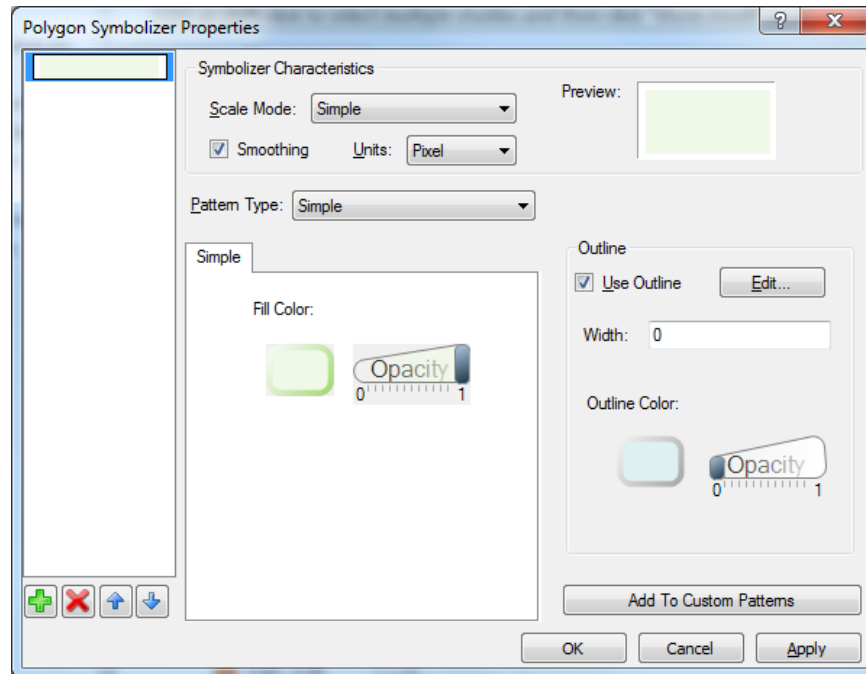 Polygon Symbolizer Properties
Symbolizer Characteristics
Scale Mode: Simple
Preview:
Smoothing Units: Pixel
Pattern Type: Simple
Simple
Fill Color:
Opacity
0 1
Outline
Use Outline Edit...
Width: 0
Outline Color:
Opacity
0 1
Add To Custom Patterns
OK Cancel Apply